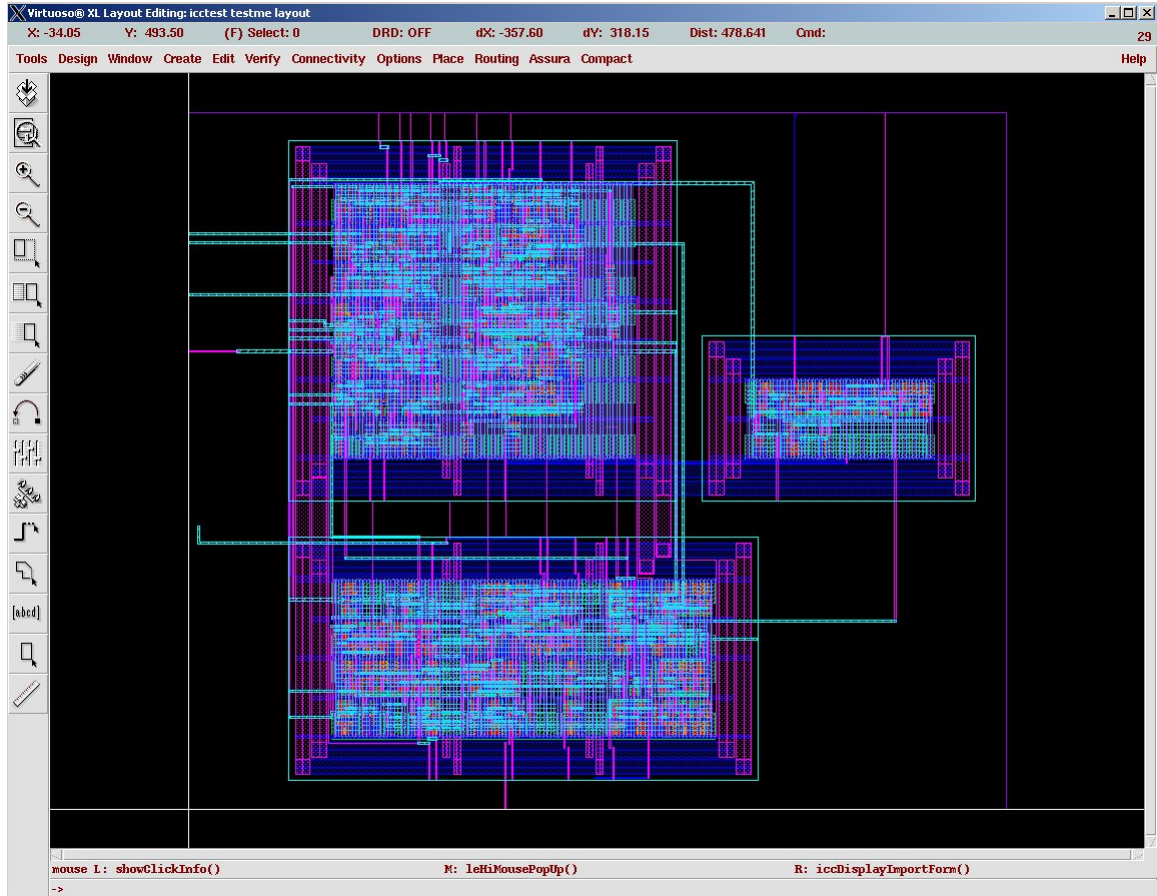 Virtuoso® XL Layout Editing: icctest testme layout
X: -34.05 Y: 493.50 (F) Select: 0 DRD: OFF dX: -357.60 dY: 318.15 Dist: 478.641 Cmd:
29
Tools Design Window Create Edit Verify Connectivity Options Place Routing Assura Compact Help
[abcd]
mouse L: showClickInfo() M: leHiMousePopUp() R: iccDisplayImportForm()
->